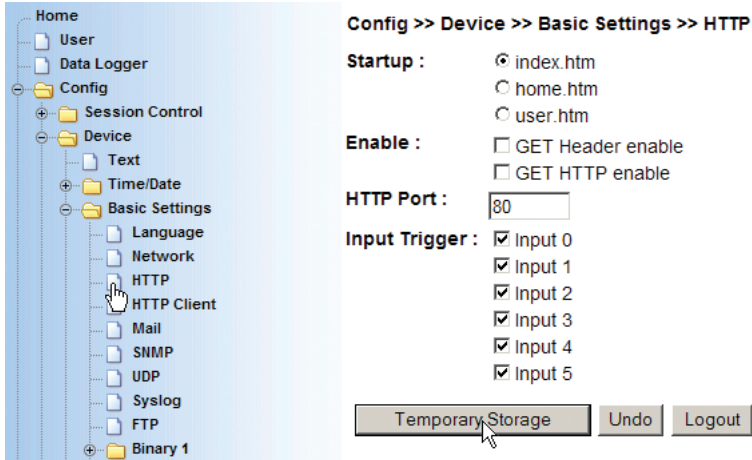 Home
User
Data Logger
Config
Session Control
Device
Text
Time/Date
Basic Settings
Language
Network
HTTP
HTTP Client
Mail
SNMP
UDP
Syslog
FTP
Binary 1
Config >> Device >> Basic Settings >> HTTP
Startup :
index.htm
home.htm
user.htm
Enable :
GET Header enable
GET HTTP enable
HTTP Port :
80
Input Trigger :
Input 0
Input 1
Input 2
Input 3
Input 4
Input 5
Temporary Storage Undo Logout